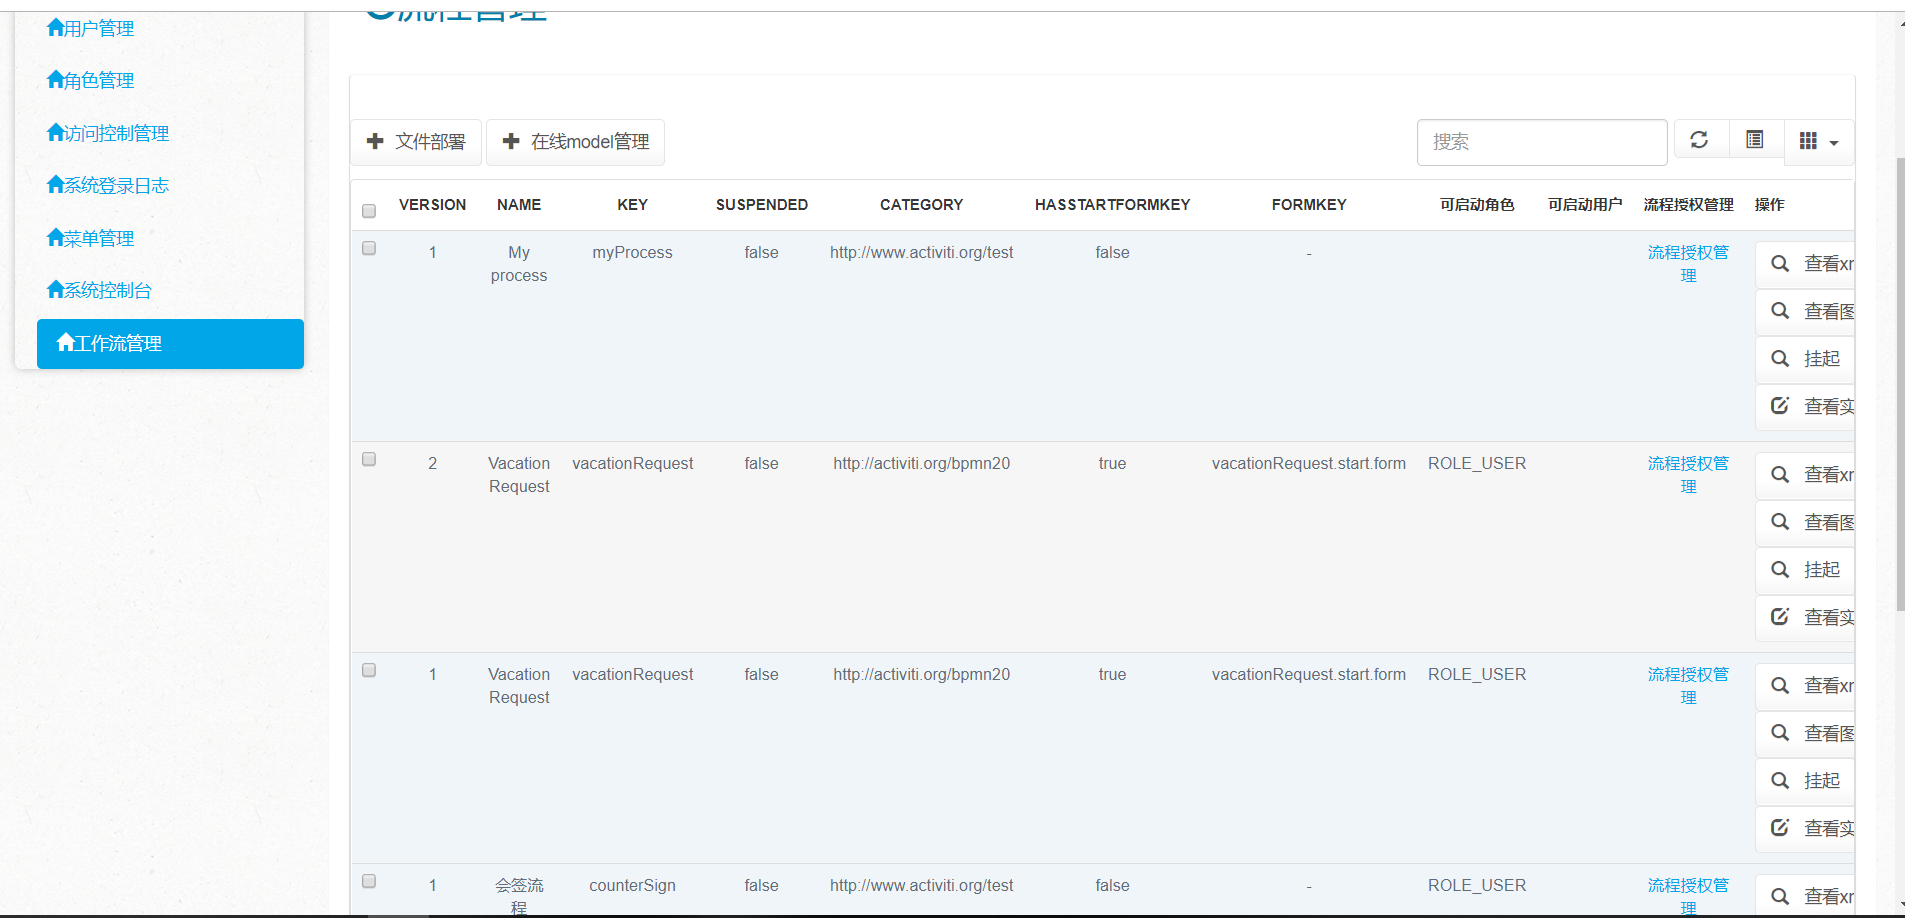 流程管理
用户管理
角色管理
访问控制管理
系统登录日志
菜单管理
系统控制台
工作流管理
文件部署 在线model管理 搜索
VERSION NAME KEY SUSPENDED CATEGORY HASSTARTFORMKEY FORMKEY 可启动角色 可启动用户 流程授权管理 操作
1 My myProcess false http://www.activiti.org/test false - 流程授权管
process 理
查看xr
查看图
挂起
查看实
2 Vacation vacationRequest false http://activiti.org/bpmn20 true vacationRequest.start.form ROLE_USER 流程授权管
Request 理
查看xr
查看图
挂起
查看实
1 Vacation vacationRequest false http://activiti.org/bpmn20 true vacationRequest.start.form ROLE_USER 流程授权管
Request 理
查看xr
查看图
挂起
查看实
1 会签流 counterSign false http://www.activiti.org/test false - ROLE_USER 流程授权管
程 理
查看xr